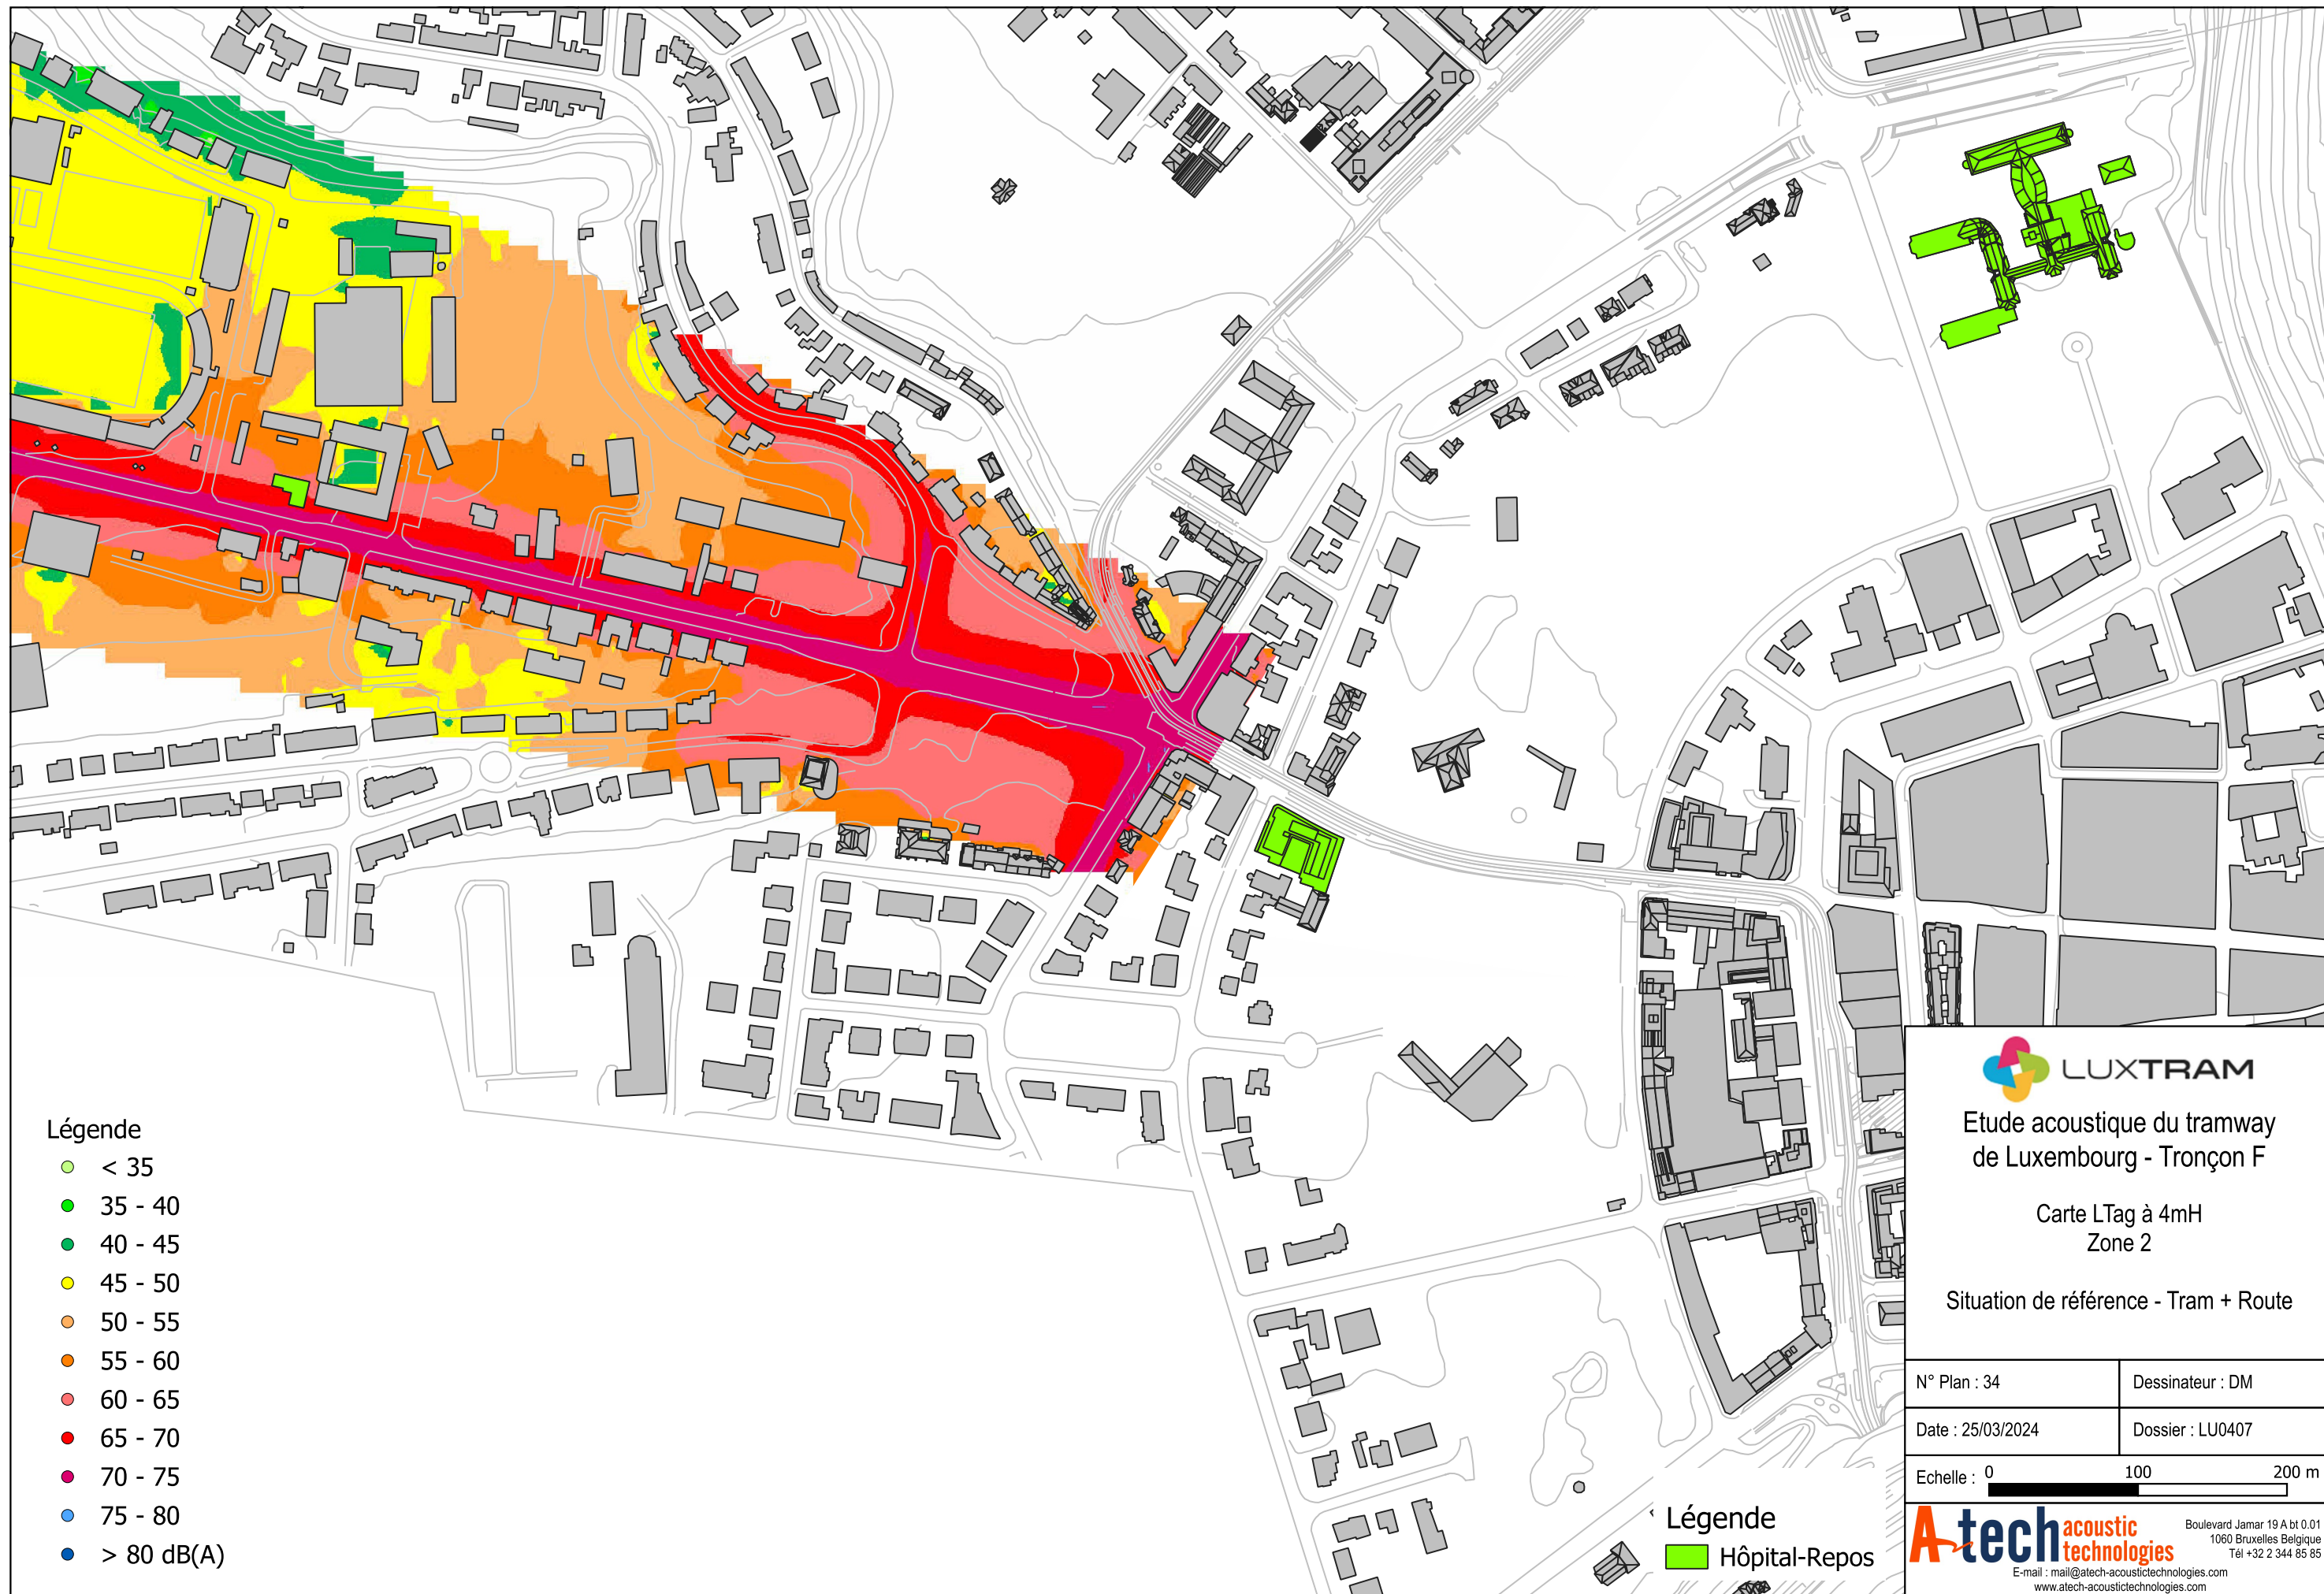 Légende
< 35
35 - 40
40 - 45
45 - 50
50 - 55
55 - 60
60 - 65
65 - 70
70 - 75
75 - 80
> 80 dB(A)
Légende
Hôpital-Repos
LUXTRAM
Etude acoustique du tramway
de Luxembourg - Tronçon F
Carte LTag à 4mH
Zone 2
Situation de référence - Tram + Route
N° Plan : 34
Dessinateur : DM
Date : 25/03/2024
Dossier : LU0407
Echelle : 0 100 200 m
A-tech acoustic technologies
Boulevard Jamar 19 A bt 0.01
1060 Bruxelles Belgique
Tél +32 2 344 85 85
E-mail : mail@atech-acoustictechnologies.com
www.atech-acoustictechnologies.com